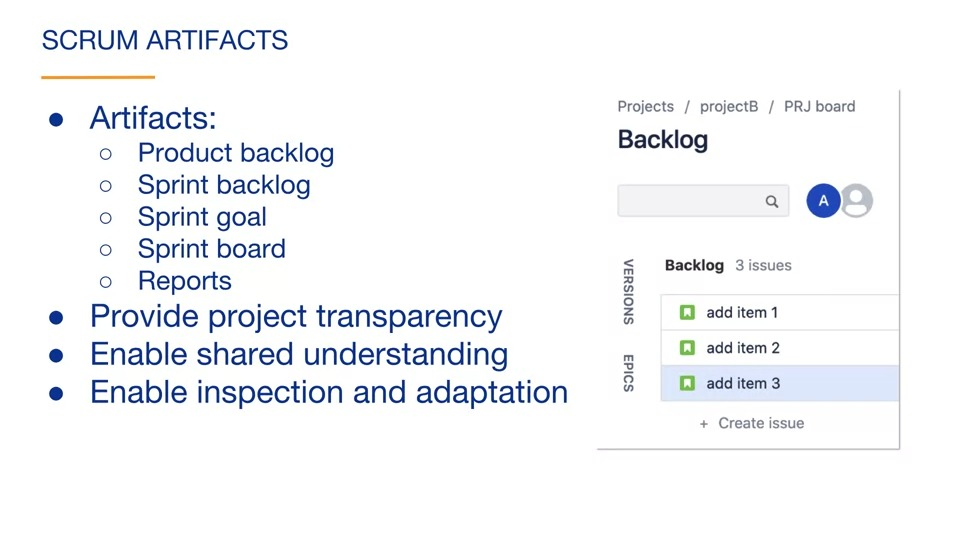 SCRUM ARTIFACTS
● Artifacts:
○ Product backlog
○ Sprint backlog
○ Sprint goal
○ Sprint board
○ Reports
● Provide project transparency
● Enable shared understanding
● Enable inspection and adaptation
Projects / projectB / PRJ board
Backlog
A
VERSIONS
EPICS
Backlog 3 issues
add item 1
add item 2
add item 3
+ Create issue